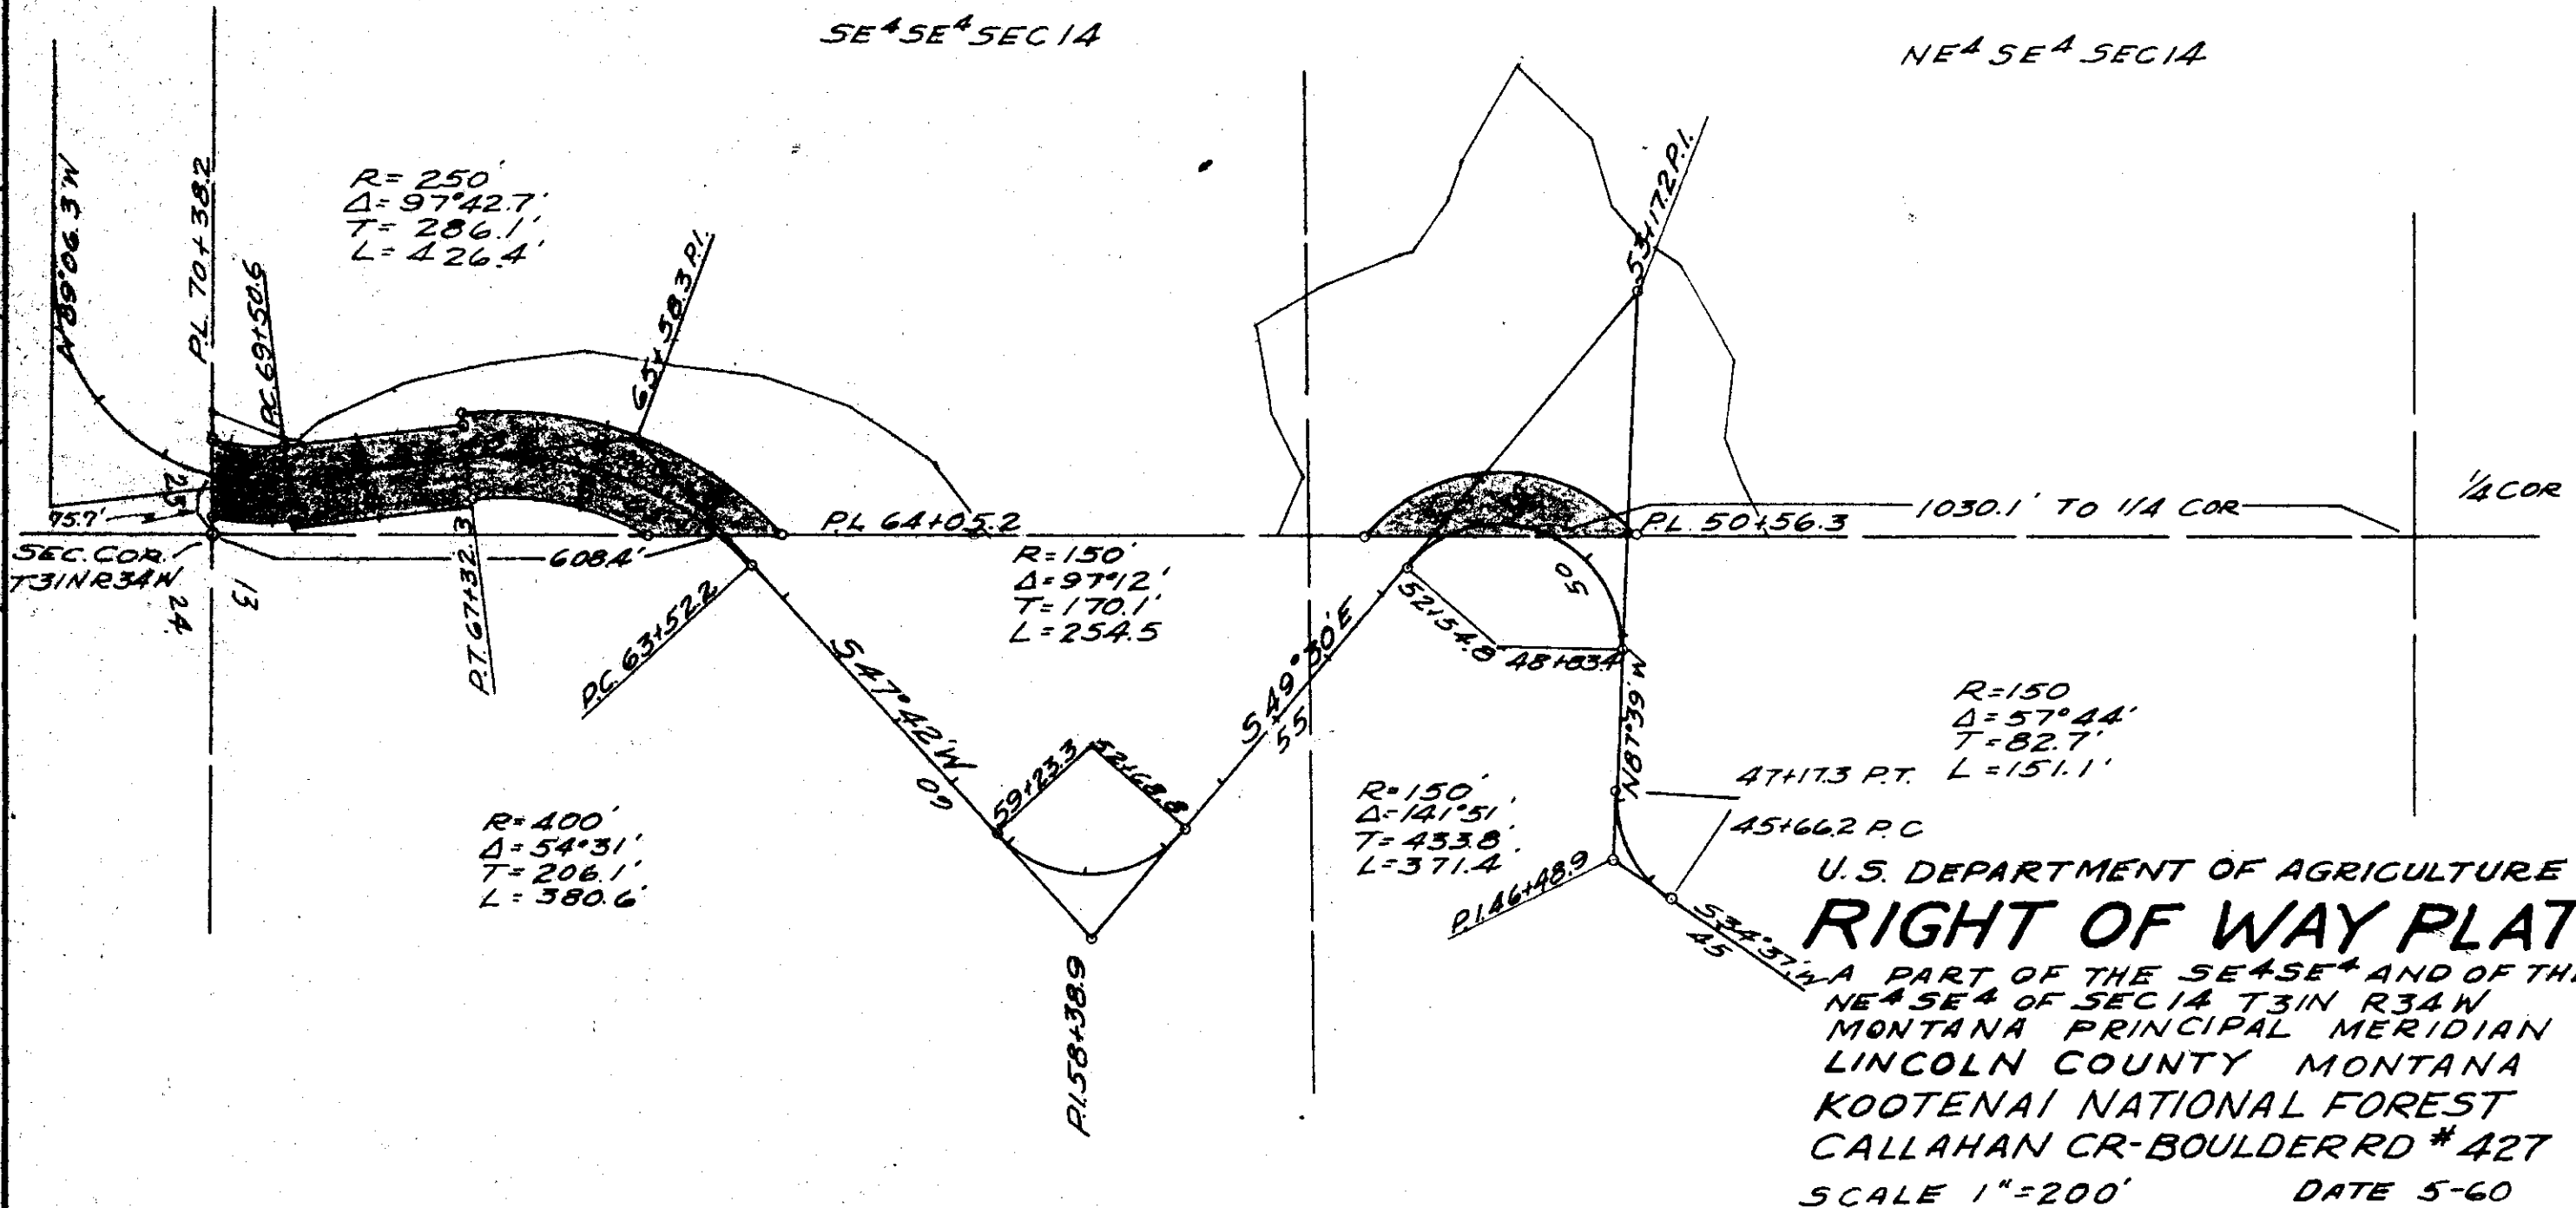 SE⁴SE⁴ SEC 14
NE⁴ SE⁴ SEC 14
N 89°06.3'W
P.L. 70+38.2
P.C. 69+50.6
R= 250'
Δ= 97°42.7'
T= 286.1'
L= 426.4'
65+58.3 P.I.
53+17.2 P.I.
95.7'
SEC. COR.
T31N R34W
24
13
608.4'
P.T. 67+32.3
P.C. 63+52.2
P.L. 64+05.2
R=150'
Δ=97°12'
T=170.1'
L=254.5
P.L. 50+56.3
1030.1' TO 1/4 COR
1/4 COR
50
52+54.8
48+83.4
S 47°42'W
60
S 49°30'E
55
N87°39'W
59+23.3
R= 400'
Δ= 54°31'
T= 206.1'
L= 380.6'
P.I. 58+38.9
R=150'
Δ=141°51'
T=433.8'
L=371.4
R=150
Δ=57°44'
T=82.7'
L=151.1'
47+17.3 P.T.
45+66.2 P.C
P.I. 46+48.9
45
U.S. DEPARTMENT OF AGRICULTURE
RIGHT OF WAY PLAT
A PART OF THE SE⁴SE⁴ AND OF THE
NE⁴ SE⁴ OF SEC 14 T31N R34W
MONTANA PRINCIPAL MERIDIAN
LINCOLN COUNTY MONTANA
KOOTENAI NATIONAL FOREST
CALLAHAN CR-BOULDER RD #427
SCALE 1"=200' DATE 5-60